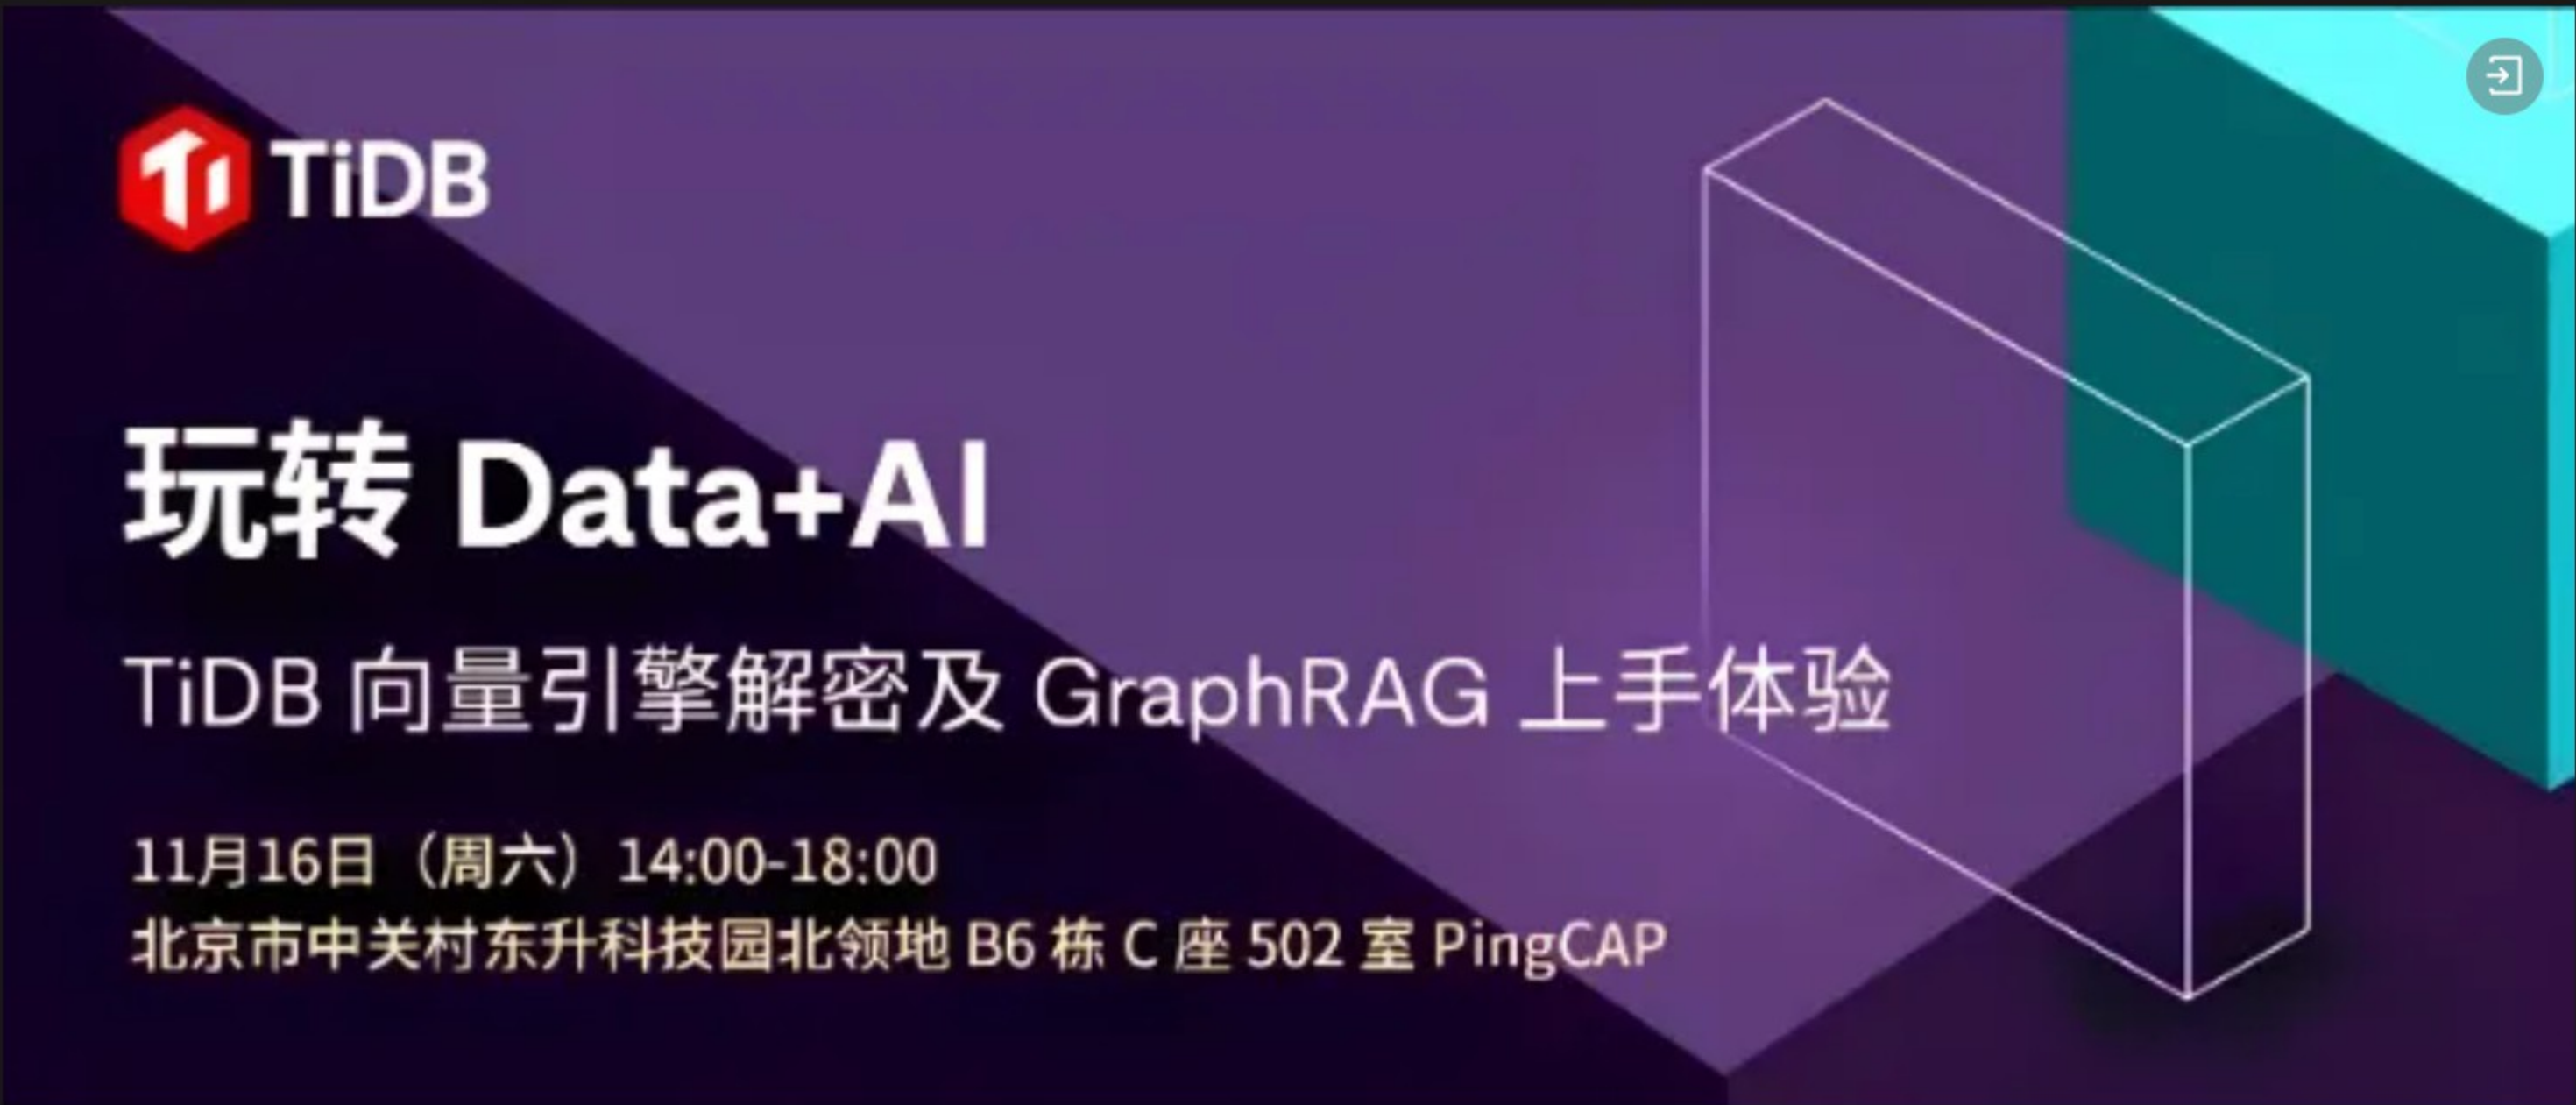 TiDB
玩转 Data+AI
TiDB 向量引擎解密及 GraphRAG 上手体验
11月16日（周六）14:00-18:00
北京市中关村东升科技园北领地 B6 栋 C 座 502 室 PingCAP